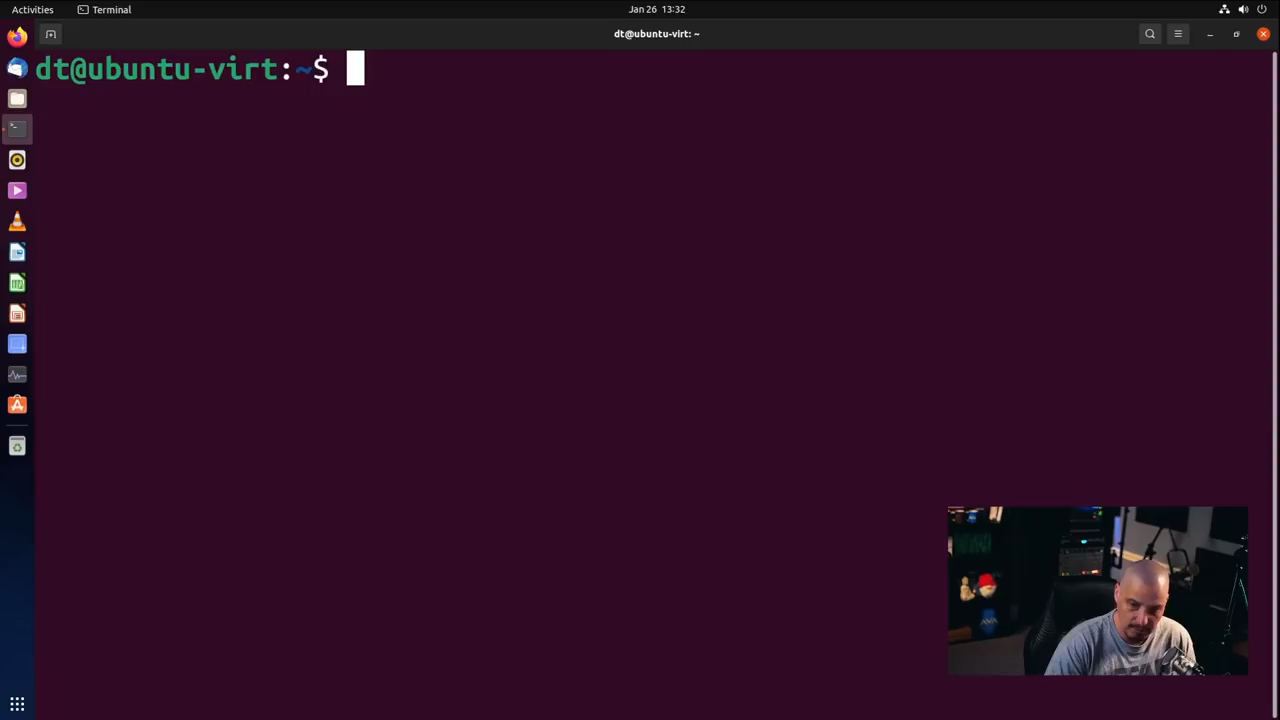 Activities Terminal Jan 26 13:32
dt@ubuntu-virt: ~
dt@ubuntu-virt:~$